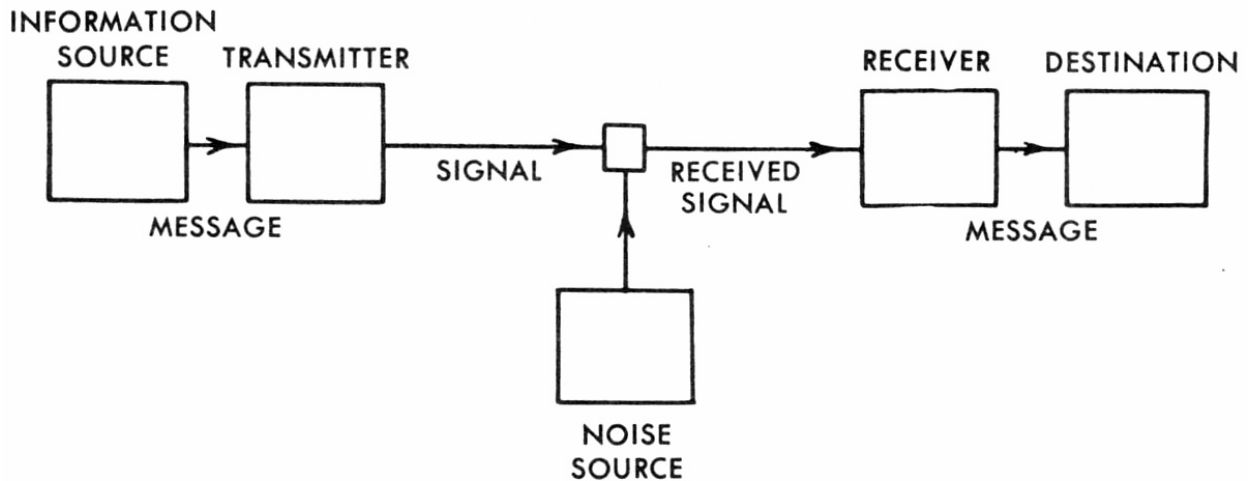 INFORMATION
SOURCE
TRANSMITTER
RECEIVER
DESTINATION
SIGNAL
RECEIVED
SIGNAL
MESSAGE
MESSAGE
NOISE
SOURCE